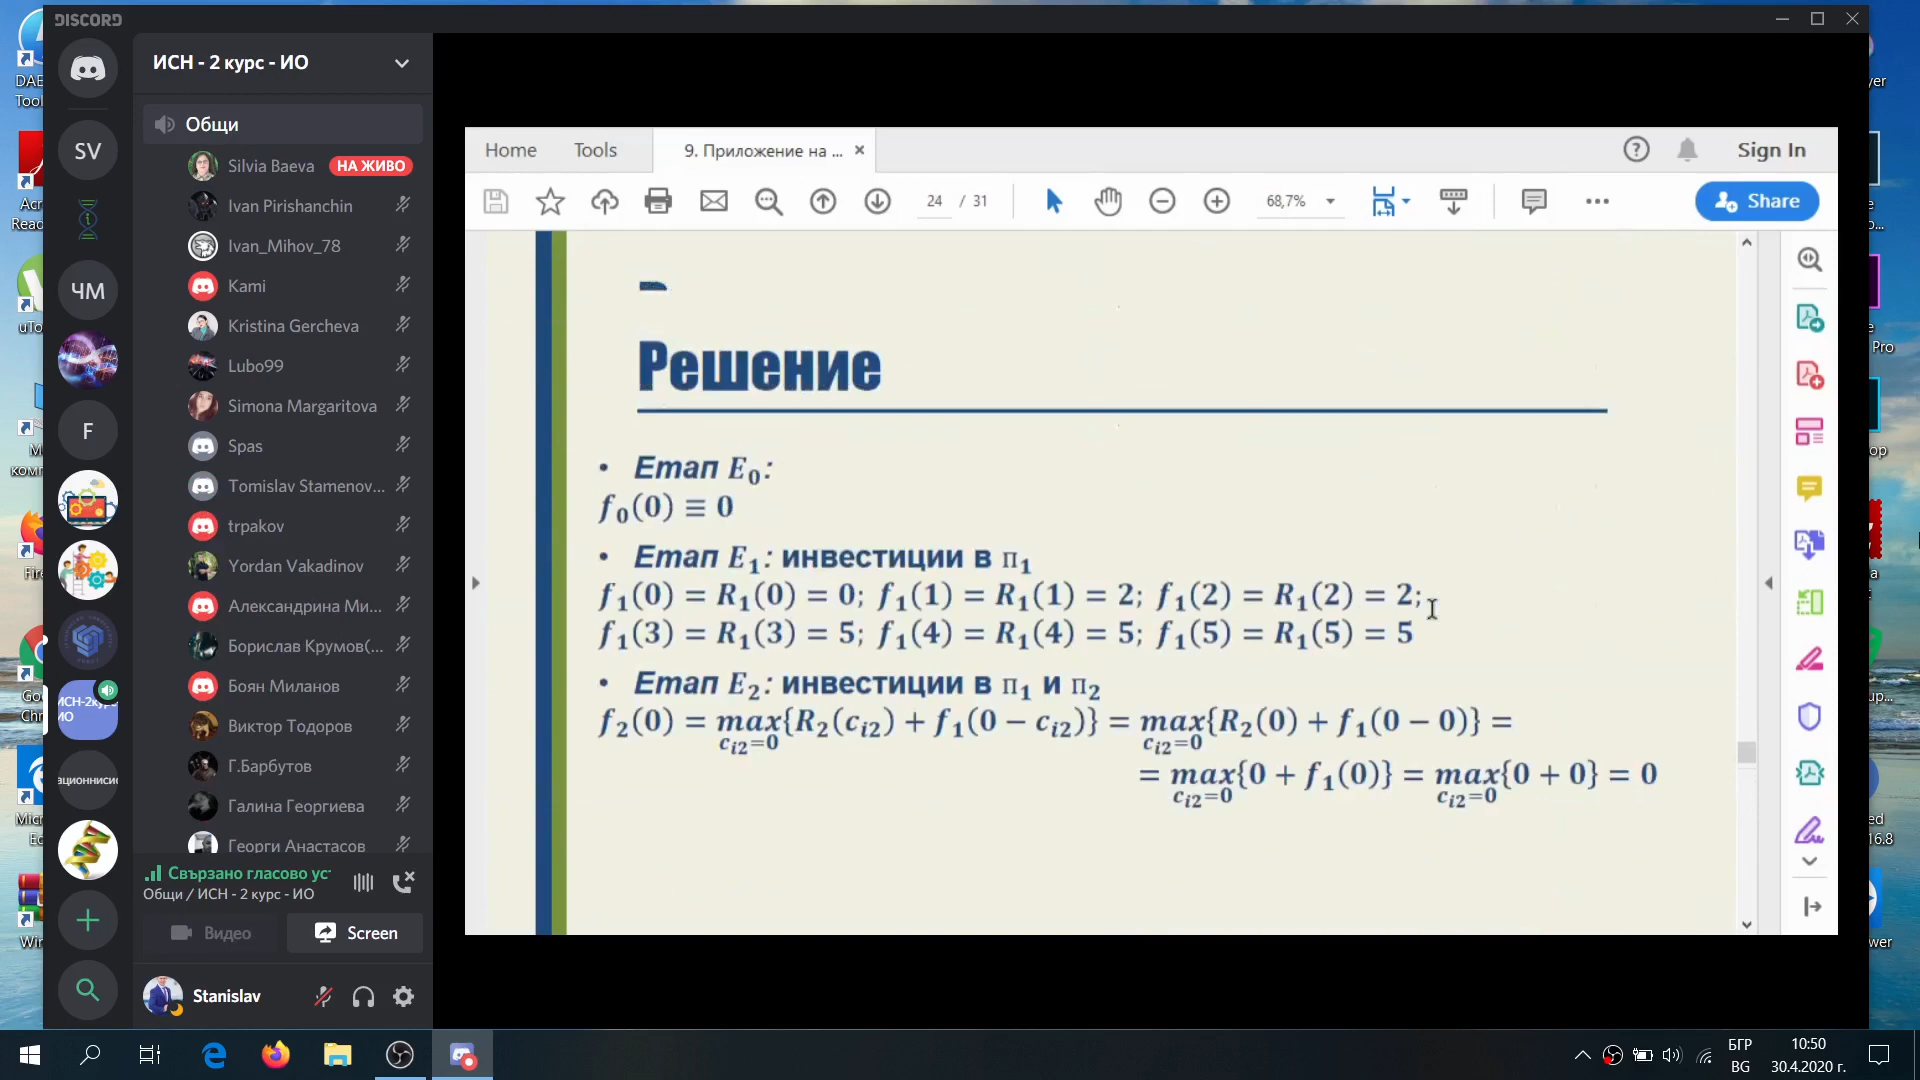 DISCORD
ИСН - 2 курс - ИО
Общи
Silvia Baeva НА ЖИВО
Ivan Pirishanchin
Ivan_Mihov_78
Kami
Kristina Gercheva
Lubo99
Simona Margaritova
Spas
Tomislav Stamenov...
trpakov
Yordan Vakadinov
Александрина Ми...
Борислав Крумов(...
Боян Миланов
Виктор Тодоров
Г.Барбутов
Галина Георгиева
Георги Анастасов
Свързано гласово ус
Общи / ИСН - 2 курс - ИО
Видео
Screen
Stanislav
SV
ЧМ
F
ИСН-2курс
ИО
Home
Tools
9. Приложение на ...
Sign In
24 / 31
68,7%
Share
Решение
• Етап E₀:
f₀(0) ≡ 0
• Етап E₁: инвестиции в п₁
f₁(0) = R₁(0) = 0; f₁(1) = R₁(1) = 2; f₁(2) = R₁(2) = 2;
f₁(3) = R₁(3) = 5; f₁(4) = R₁(4) = 5; f₁(5) = R₁(5) = 5
• Етап E₂: инвестиции в п₁ и п₂
f₂(0) = max{R₂(cᵢ₂) + f₁(0 − cᵢ₂)} = max{R₂(0) + f₁(0 − 0)} =
cᵢ₂=0 cᵢ₂=0
= max{0 + f₁(0)} = max{0 + 0} = 0
cᵢ₂=0 cᵢ₂=0
БГР
BG
10:50
30.4.2020 г.